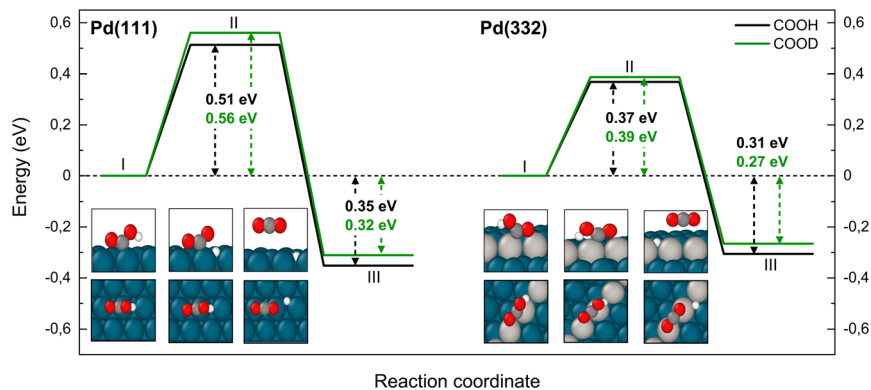 Pd(111)
Pd(332)
COOH
COOD
0,6
0,4
0,2
0
-0,2
-0,4
-0,6
Energy (eV)
I
II
0.51 eV
0.56 eV
0.35 eV
0.32 eV
III
I
II
0.37 eV
0.39 eV
0.31 eV
0.27 eV
III
0,6
0,4
0,2
0
-0,2
-0,4
-0,6
Reaction coordinate